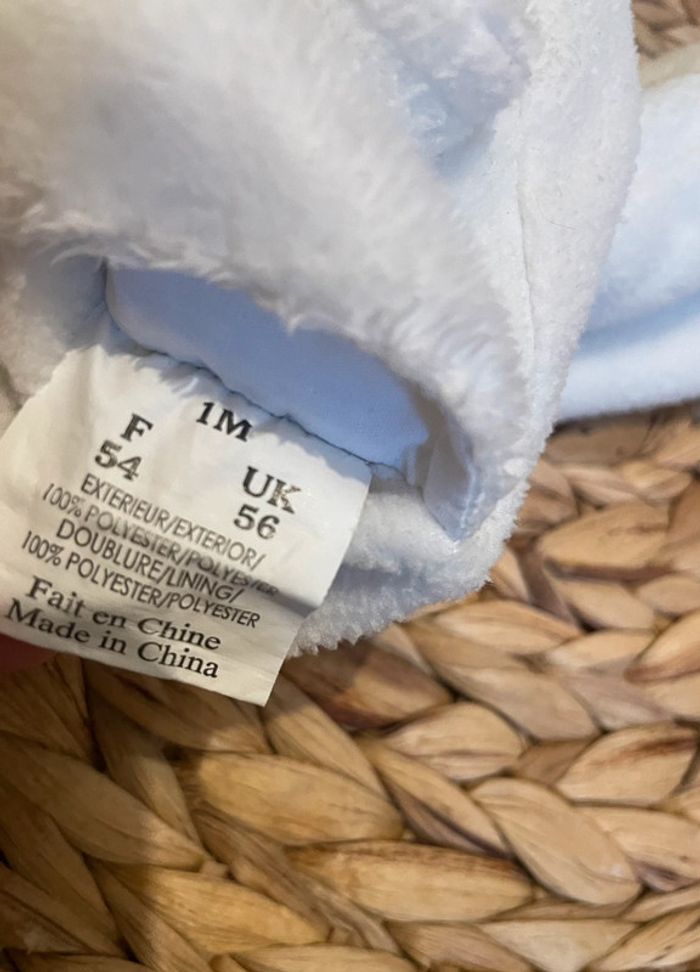 1M
F UK
54 56
EXTERIEUR/EXTERIOR/
100% POLYESTER/POLYESTER
DOUBLURE/LINING/
100% POLYESTER/POLYESTER
Fait en Chine
Made in China